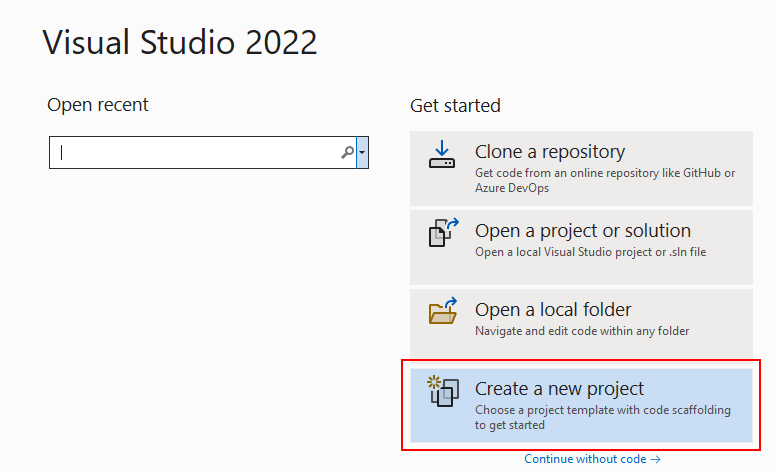 Visual Studio 2022
Open recent
Get started
Clone a repository
Get code from an online repository like GitHub or
Azure DevOps
Open a project or solution
Open a local Visual Studio project or .sln file
Open a local folder
Navigate and edit code within any folder
Create a new project
Choose a project template with code scaffolding
to get started
Continue without code →